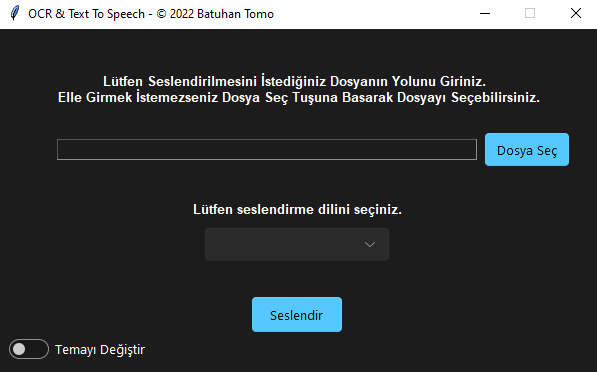 OCR & Text To Speech - © 2022 Batuhan Tomo
Lütfen Seslendirilmesini İstediğiniz Dosyanın Yolunu Giriniz.
Elle Girmek İstemezseniz Dosya Seç Tuşuna Basarak Dosyayı Seçebilirsiniz.
Dosya Seç
Lütfen seslendirme dilini seçiniz.
Seslendir
Temayı Değiştir